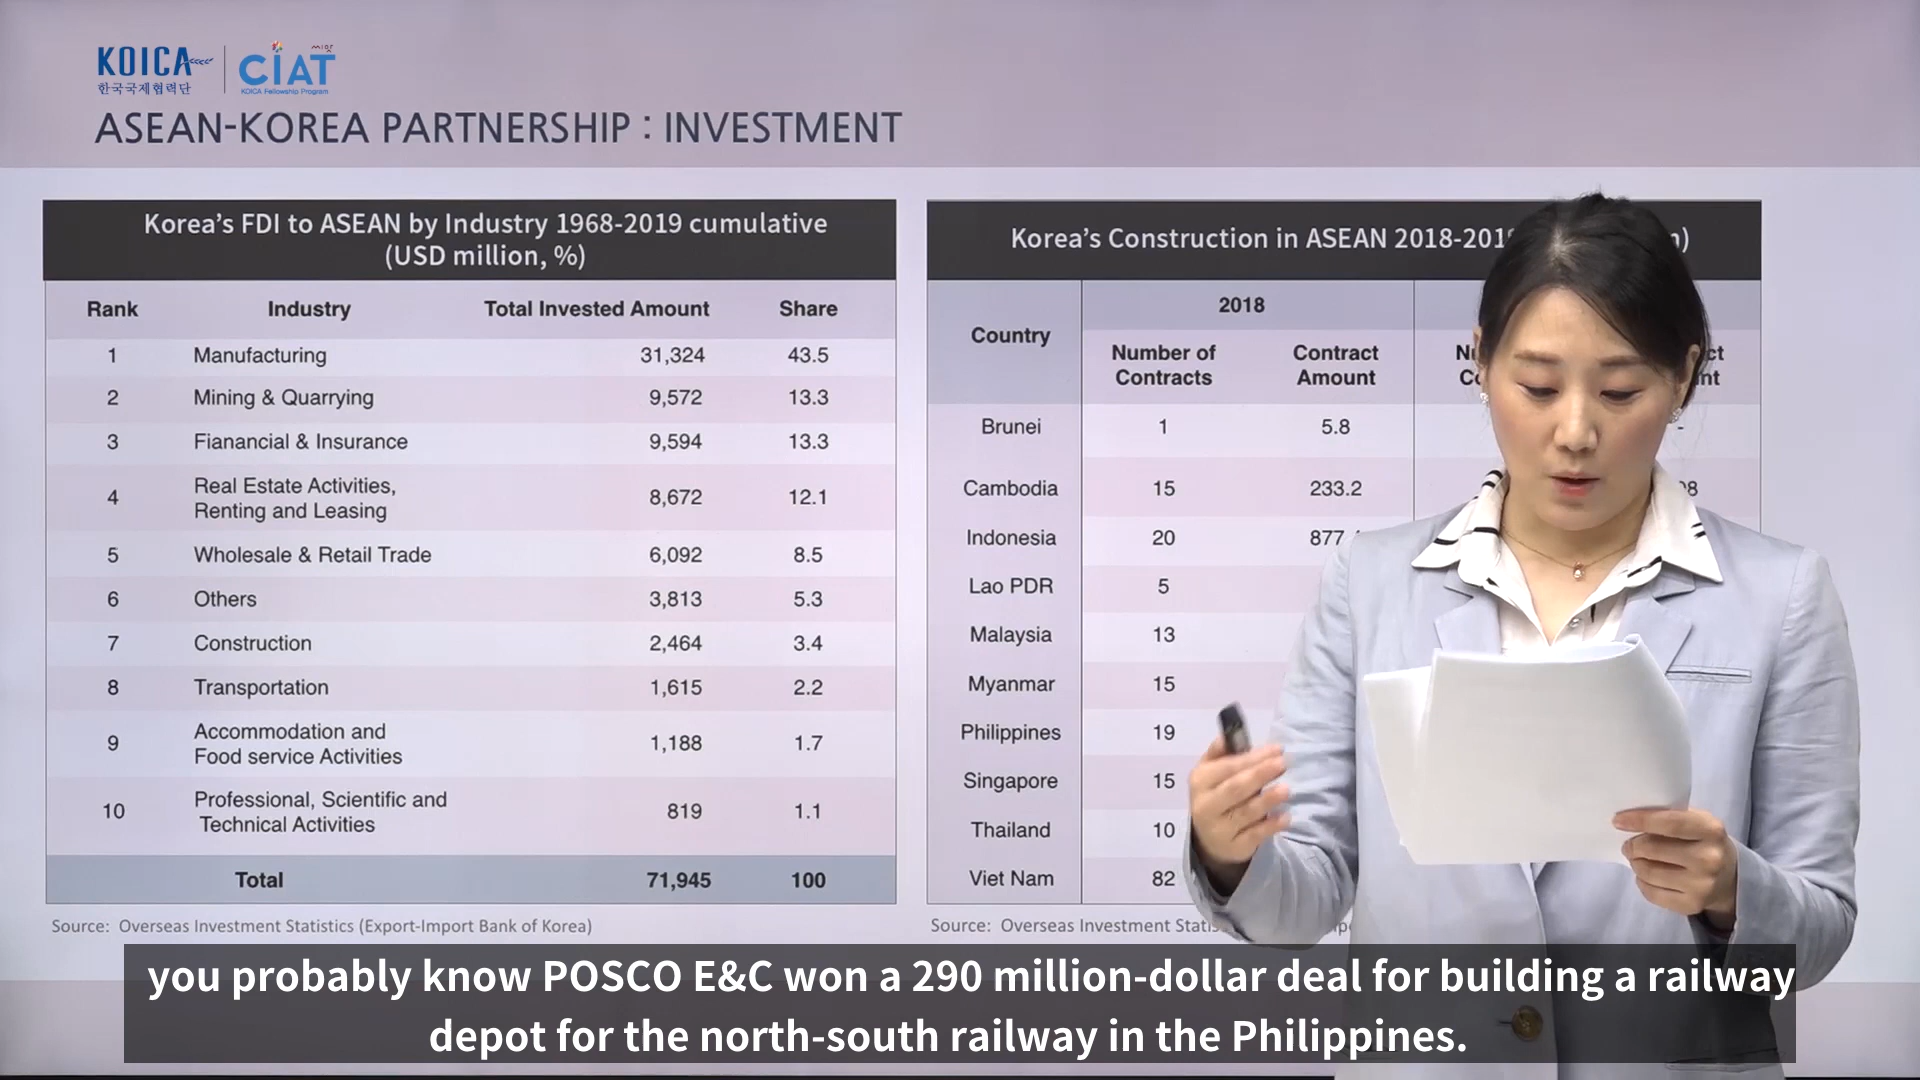 KOICA
한국국제협력단
씨앗
CIAT
KOICA Fellowship Program
ASEAN-KOREA PARTNERSHIP : INVESTMENT
Korea's FDI to ASEAN by Industry 1968-2019 cumulative
(USD million, %)
Rank Industry Total Invested Amount Share
1 Manufacturing 31,324 43.5
2 Mining & Quarrying 9,572 13.3
3 Fianancial & Insurance 9,594 13.3
4 Real Estate Activities,
Renting and Leasing 8,672 12.1
5 Wholesale & Retail Trade 6,092 8.5
6 Others 3,813 5.3
7 Construction 2,464 3.4
8 Transportation 1,615 2.2
9 Accommodation and
Food service Activities 1,188 1.7
10 Professional, Scientific and
Technical Activities 819 1.1
Total 71,945 100
Source: Overseas Investment Statistics (Export-Import Bank of Korea)
Korea's Construction in ASEAN
2018
Country
Number of
Contracts
Contract
Amount
Brunei 1 5.8 -
Cambodia 15 233.2
Indonesia 20
Lao PDR 5
Malaysia 13
Myanmar 15
Philippines 19
Singapore 15
Thailand 10
Viet Nam 82
Source: Overseas Investment
you probably know POSCO E&C won a 290 million-dollar deal for building a railway
depot for the north-south railway in the Philippines.